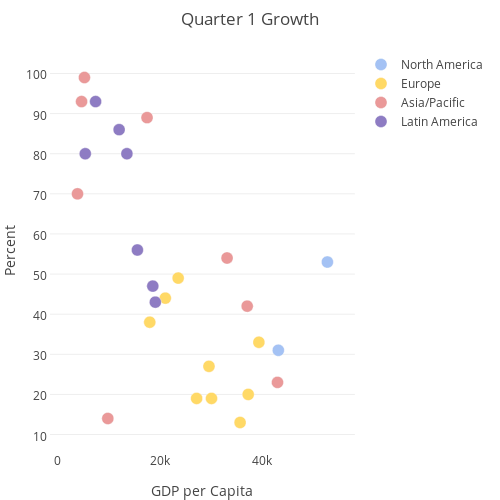 Quarter 1 Growth
North America
Europe
Asia/Pacific
Latin America
100
90
80
70
60
50
40
30
20
10
Percent
0
20k
40k
GDP per Capita